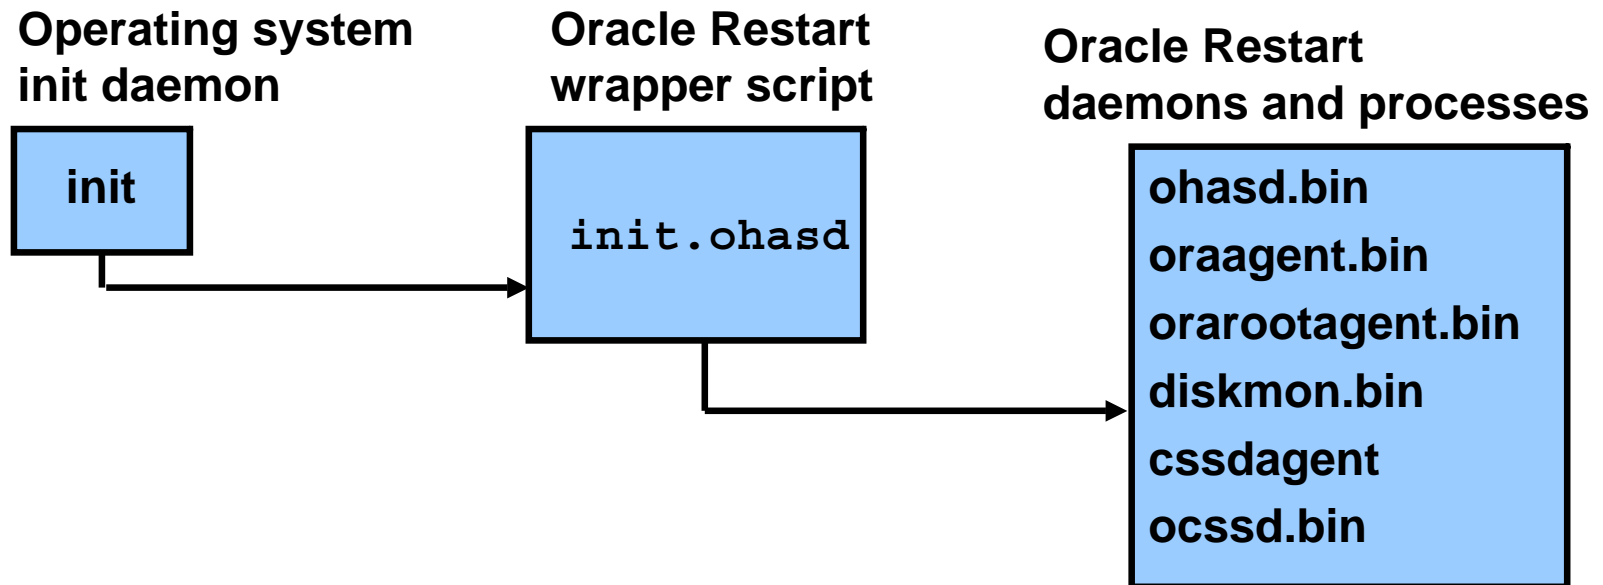 Operating system
init daemon
init
Oracle Restart
wrapper script
init.ohasd
Oracle Restart
daemons and processes
ohasd.bin
oraagent.bin
orarootagent.bin
diskmon.bin
cssdagent
ocssd.bin